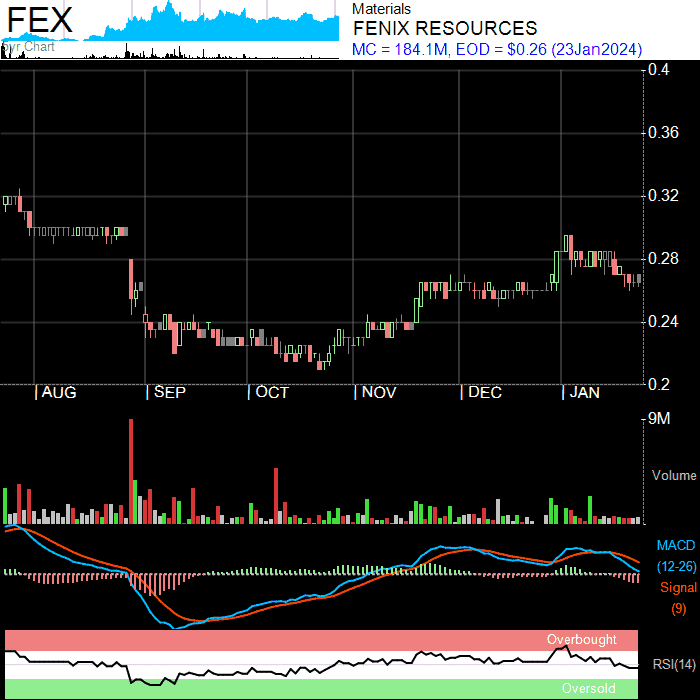 FEX
5yr Chart
Materials
FENIX RESOURCES
MC = 184.1M, EOD = $0.26 (23Jan2024)
0.4
0.36
0.32
0.28
0.24
0.2
| AUG | SEP | OCT | NOV | DEC | JAN
9M
Volume
MACD
(12-26)
Signal
(9)
Overbought
RSI(14)
Oversold